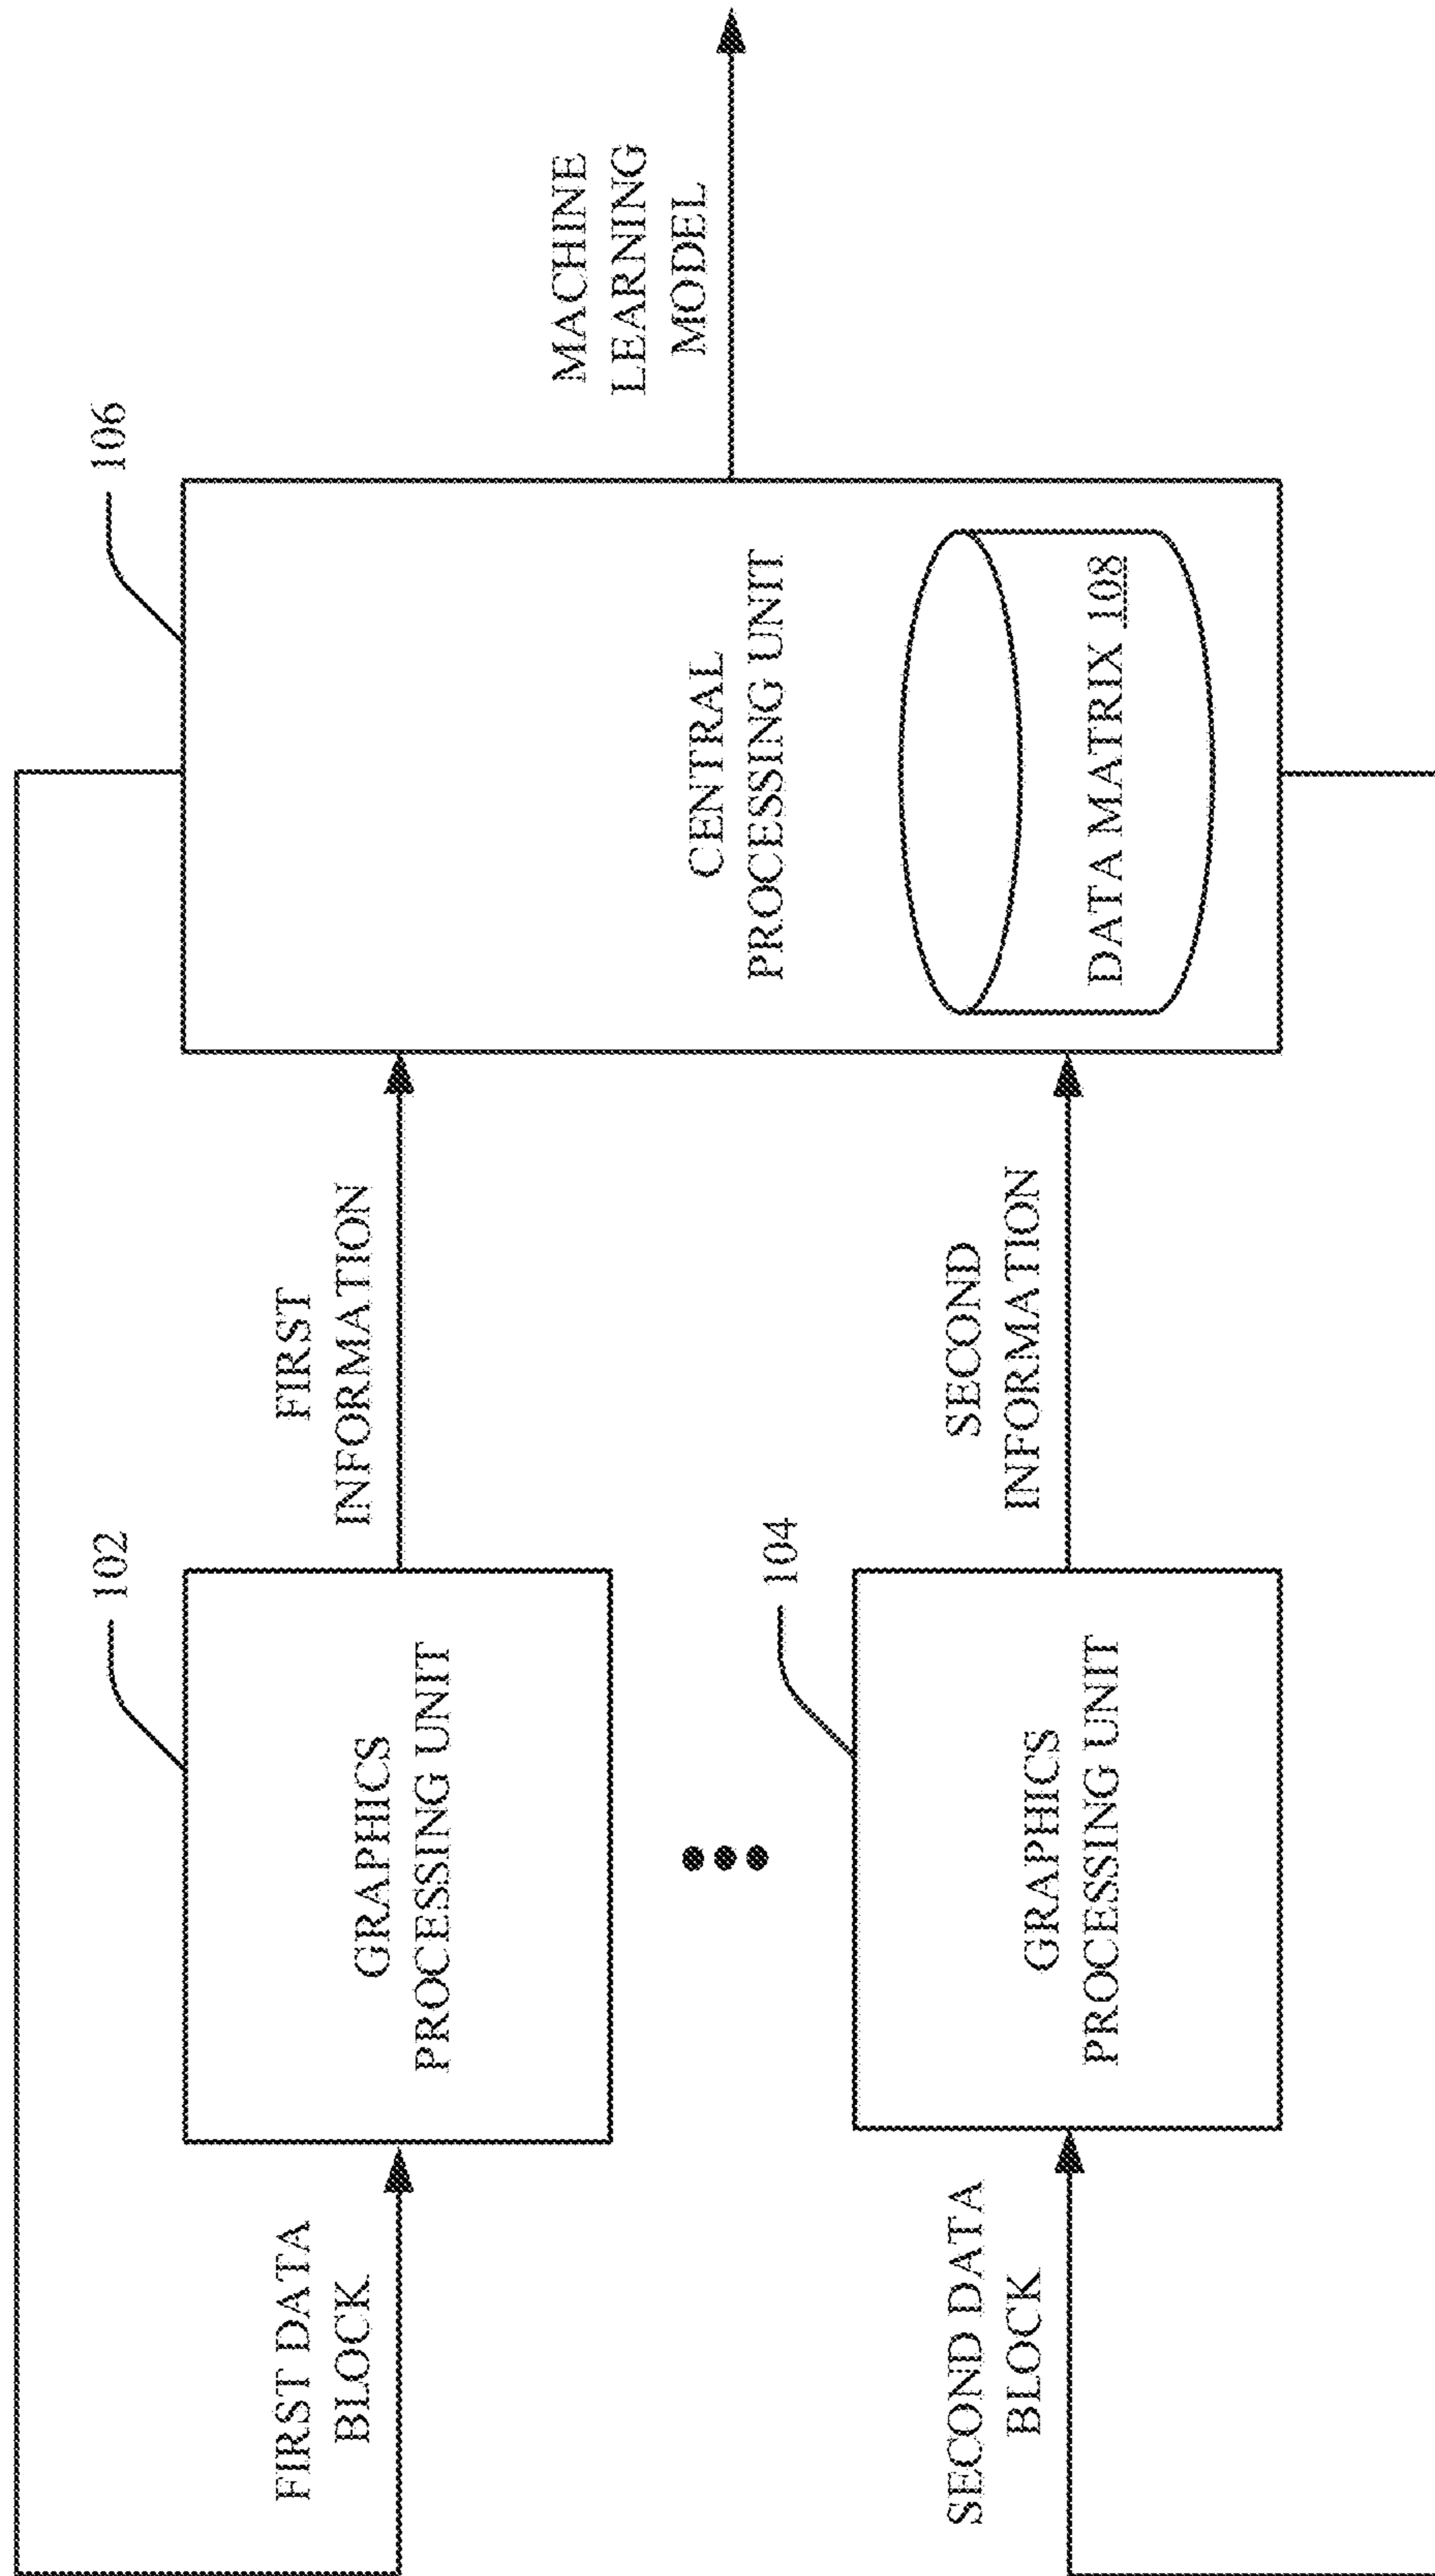 FIRST DATA
BLOCK
102
GRAPHICS
PROCESSING UNIT
FIRST
INFORMATION
106
CENTRAL
PROCESSING UNIT
DATA MATRIX 108
MACHINE
LEARNING
MODEL
SECOND DATA
BLOCK
104
GRAPHICS
PROCESSING UNIT
SECOND
INFORMATION